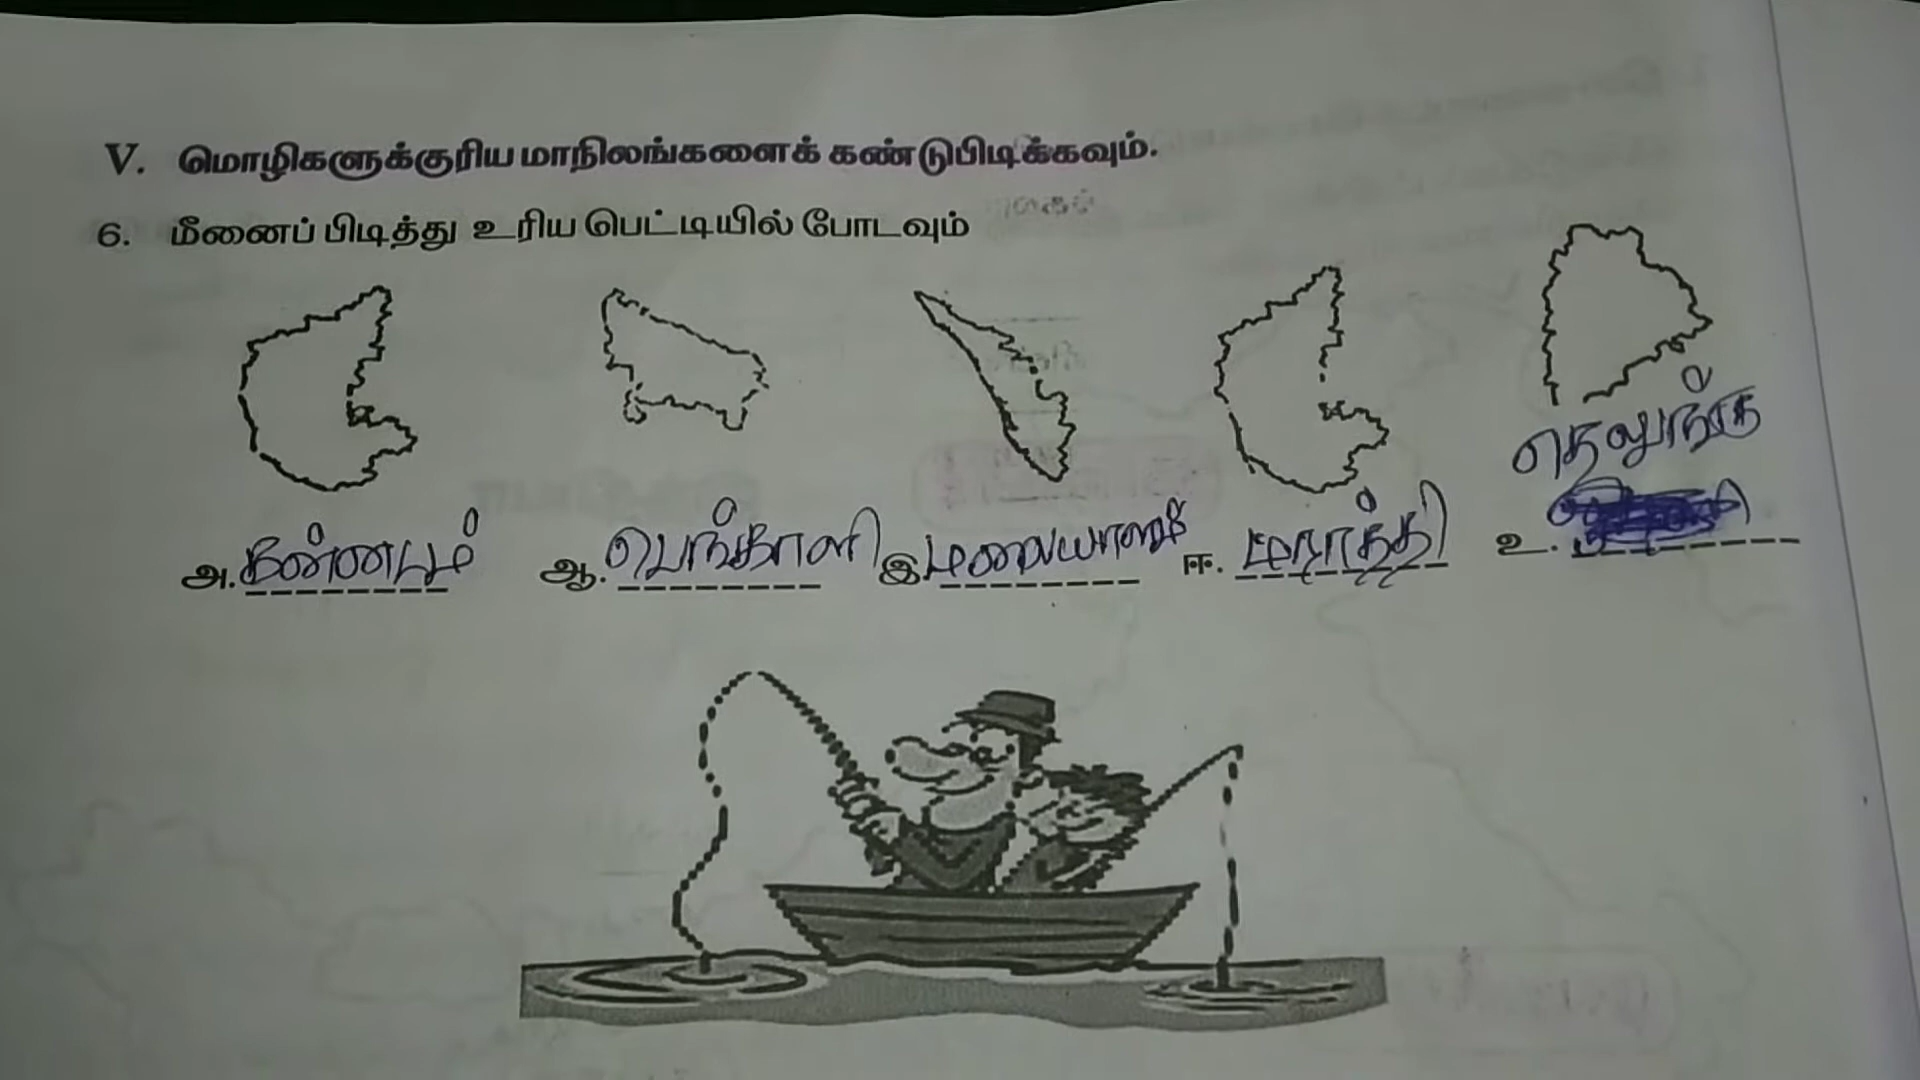 V. மொழிகளுக்குரிய மாநிலங்களைக் கண்டுபிடிக்கவும்.
6. மீனைப் பிடித்து உரிய பெட்டியில் போடவும்
தெலுங்கு
அ. கன்னடம் ஆ. பெங்காளி இ மலையாளம் ஈ. மராத்தி உ.